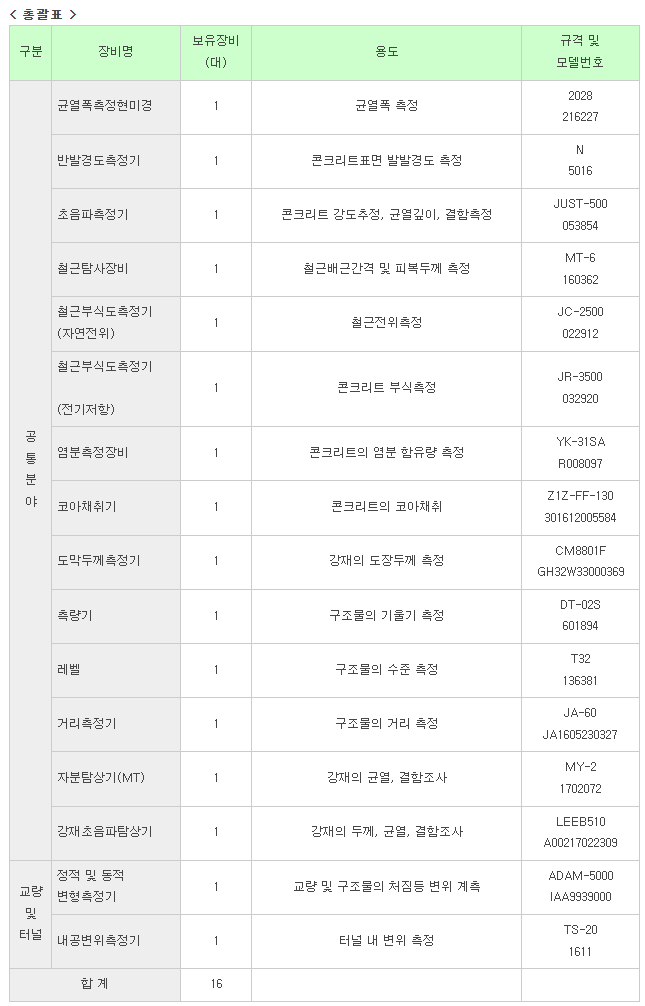 < 총괄표 >
구분 장비명 보유장비 (대) 용도 규격 및 모델번호
공통분야
균열폭측정현미경 1 균열폭 측정 2028
216227
반발경도측정기 1 콘크리트표면 발발경도 측정 N
5016
초음파측정기 1 콘크리트 강도추정, 균열깊이, 결함측정 JUST-500
053854
철근탐사장비 1 철근배근간격 및 피복두께 측정 MT-6
160362
철근부식도측정기
(자연전위) 1 철근전위측정 JC-2500
022912
철근부식도측정기
(전기저항) 1 콘크리트 부식측정 JR-3500
032920
염분측정장비 1 콘크리트의 염분 함유량 측정 YK-31SA
R008097
코아채취기 1 콘크리트의 코아채취 Z1Z-FF-130
301612005584
도막두께측정기 1 강재의 도장두께 측정 CM8801F
GH32W33000369
측량기 1 구조물의 기울기 측정 DT-02S
601894
레벨 1 구조물의 수준 측정 T32
136381
거리측정기 1 구조물의 거리 측정 JA-60
JA1605230327
자분탐상기(MT) 1 강재의 균열, 결함조사 MY-2
1702072
강재초음파탐상기 1 강재의 두께, 균열, 결함조사 LEEB510
A00217022309
교량 및 터널
정적 및 동적
변형측정기 1 교량 및 구조물의 처짐등 변위 계측 ADAM-5000
IAA9939000
내공변위측정기 1 터널 내 변위 측정 TS-20
1611
합 계 16